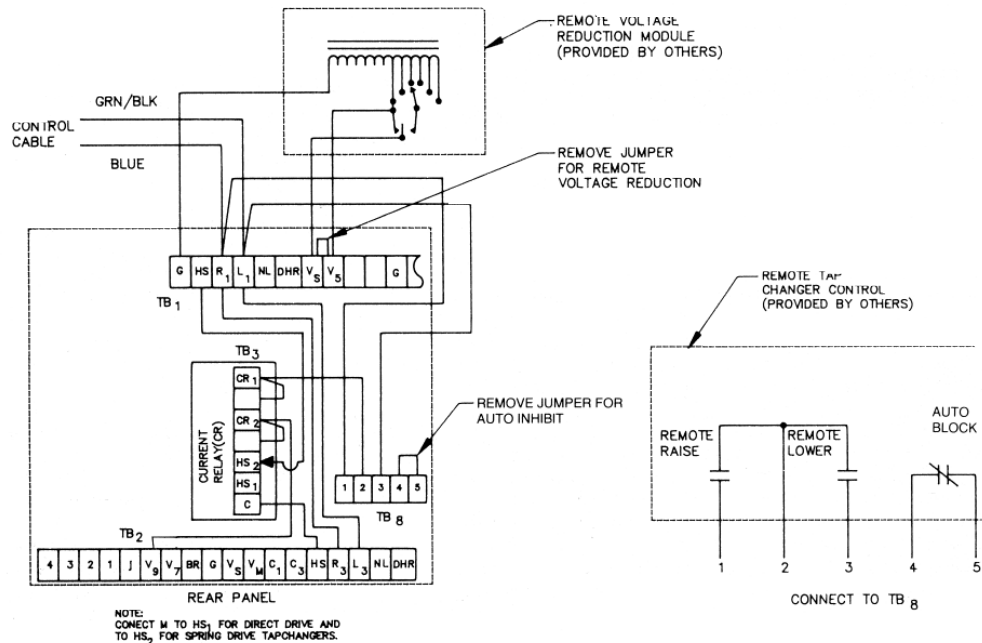 REMOTE VOLTAGE
REDUCTION MODULE
(PROVIDED BY OTHERS)
GRN/BLK
CONTROL
CABLE
BLUE
REMOVE JUMPER
FOR REMOTE
VOLTAGE REDUCTION
G HS R1 L1 NL DHR VS V5 G
TB1
REMOTE TAP
CHANGER CONTROL
(PROVIDED BY OTHERS)
TB3
CURRENT
RELAY(CR)
CR1
CR2
HS2
HS1
C
REMOVE JUMPER FOR
AUTO INHIBIT
1 2 3 4 5
TB8
REMOTE
RAISE
REMOTE
LOWER
AUTO
BLOCK
1 2 3 4 5
CONNECT TO TB8
TB2
4 3 2 1 J V9 V7 BR G VS VM C1 C3 HS R3 L3 NL DHR
REAR PANEL
NOTE:
CONECT M TO HS1 FOR DIRECT DRIVE AND
TO HS2 FOR SPRING DRIVE TAPCHANGERS.